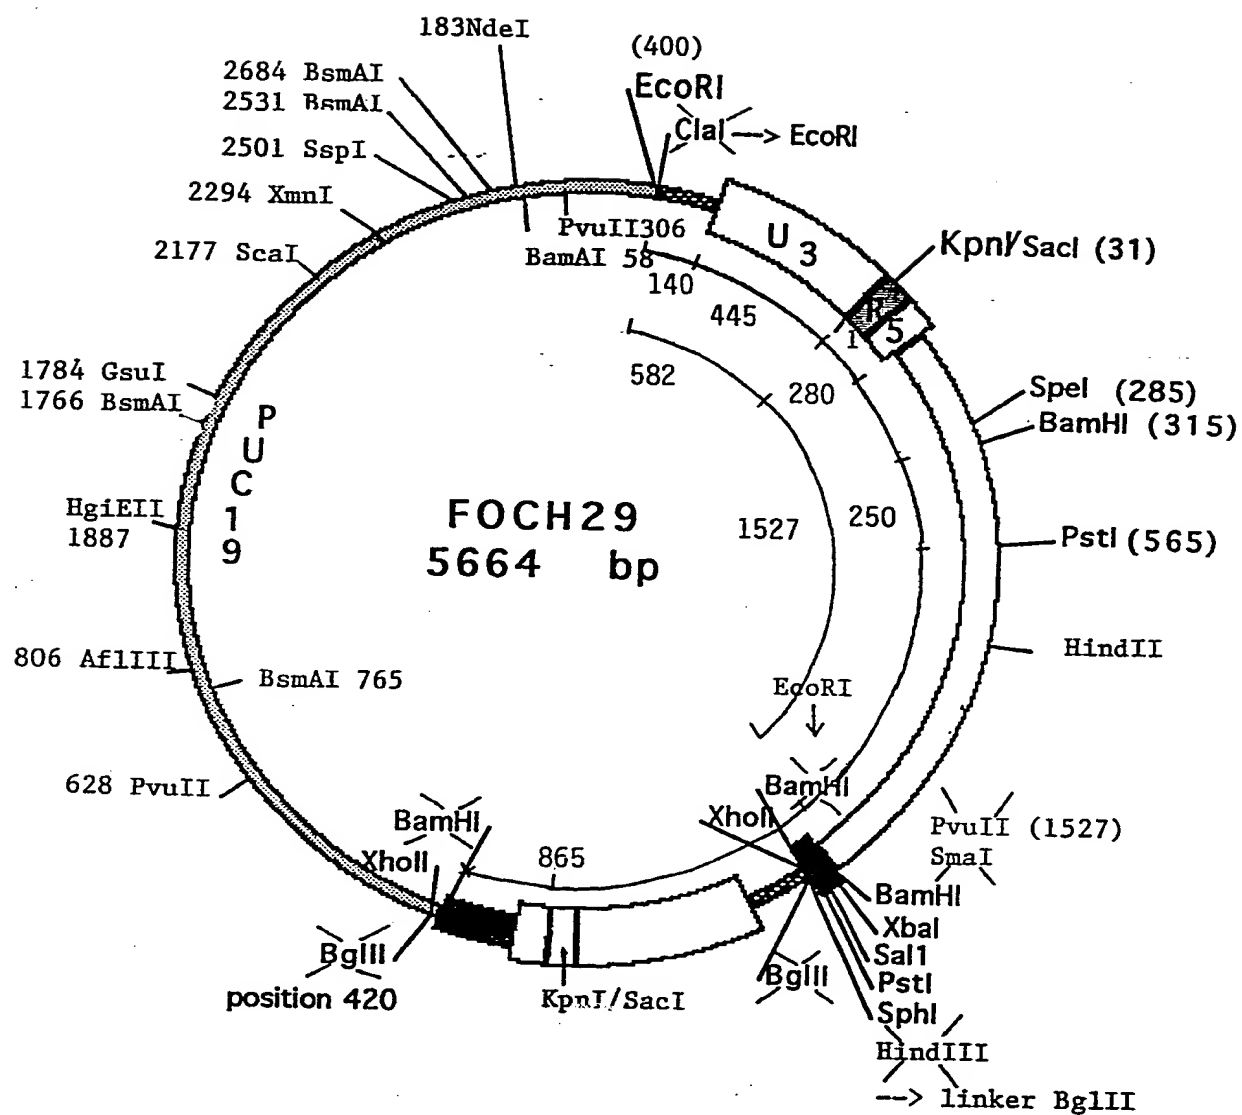 183NdeI
(400)
2684 BsmAI
EcoRI
2531 BsmAI
ClaI --> EcoRI
2501 SspI
2294 XmnI
PvuII306
U 3
KpnI/SacI (31)
2177 ScaI
BamAI 58
140
R
445
1
5
582
280
1784 GsuI
1766 BsmAI
SpeI (285)
BamHI (315)
PUC19
HgiEII
1887
FOCH29
5664 bp
1527
250
PstI (565)
806 AflIII
BsmAI 765
HindII
EcoRI
628 PvuII
BamHI
BamHI
XhoII
PvuII (1527)
SmaI
XhoII
865
BamHI
XbaI
Sal1
PstI
SphI
BglII
position 420
KpnI/SacI
BglII
HindIII
--> linker BglII